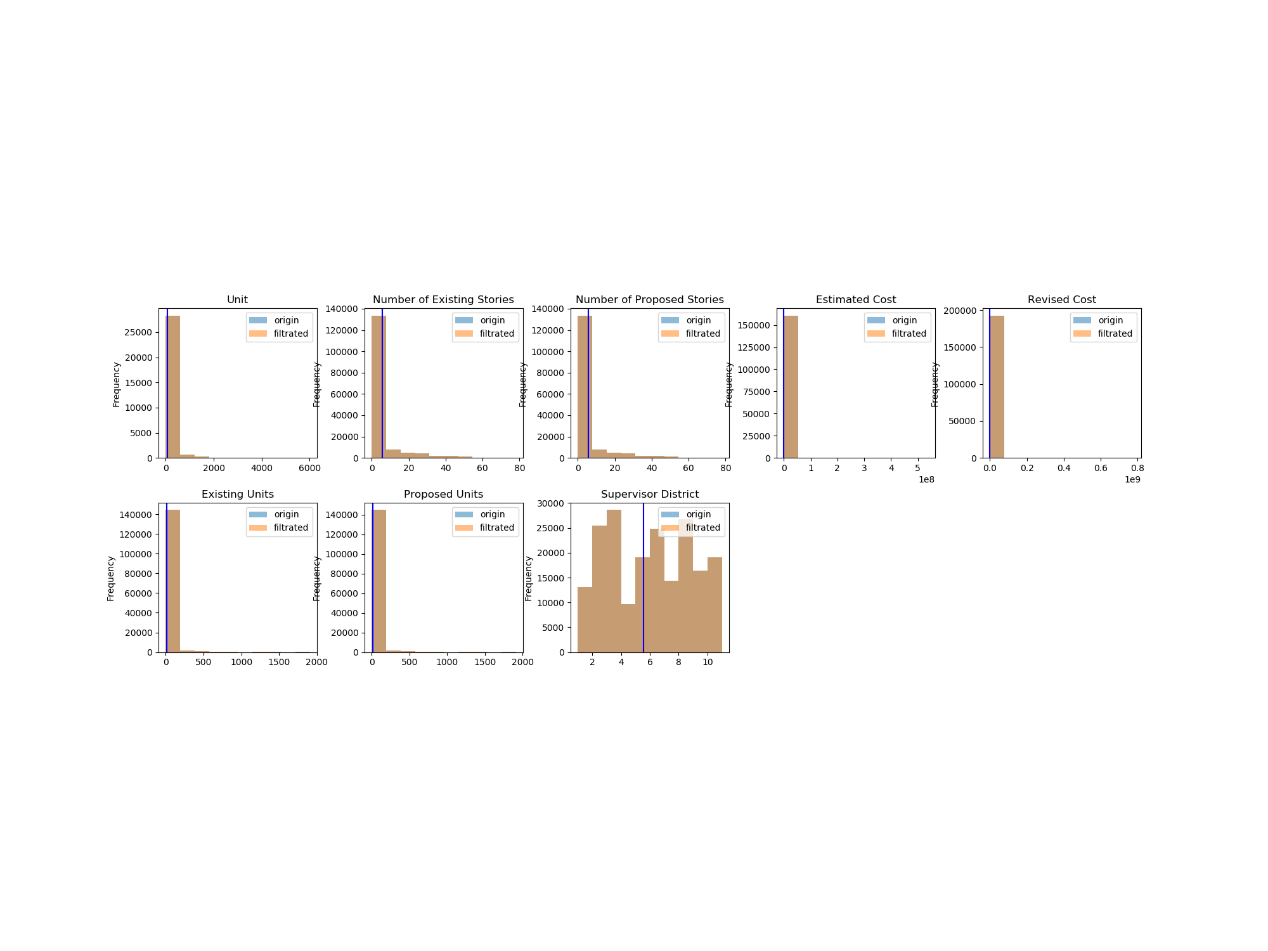 Unit
Frequency
25000
20000
15000
10000
5000
0
0 2000 4000 6000
origin
filtrated
Number of Existing Stories
Frequency
140000
120000
100000
80000
60000
40000
20000
0
0 20 40 60 80
origin
filtrated
Number of Proposed Stories
Frequency
140000
120000
100000
80000
60000
40000
20000
0
0 20 40 60 80
origin
filtrated
Estimated Cost
Frequency
150000
125000
100000
75000
50000
25000
0
0 1 2 3 4 5
1e8
origin
filtrated
Revised Cost
Frequency
200000
150000
100000
50000
0
0.0 0.2 0.4 0.6 0.8
1e9
origin
filtrated
Existing Units
Frequency
140000
120000
100000
80000
60000
40000
20000
0
0 500 1000 1500 2000
origin
filtrated
Proposed Units
Frequency
140000
120000
100000
80000
60000
40000
20000
0
0 500 1000 1500 2000
origin
filtrated
Supervisor District
Frequency
30000
25000
20000
15000
10000
5000
0
2 4 6 8 10
origin
filtrated